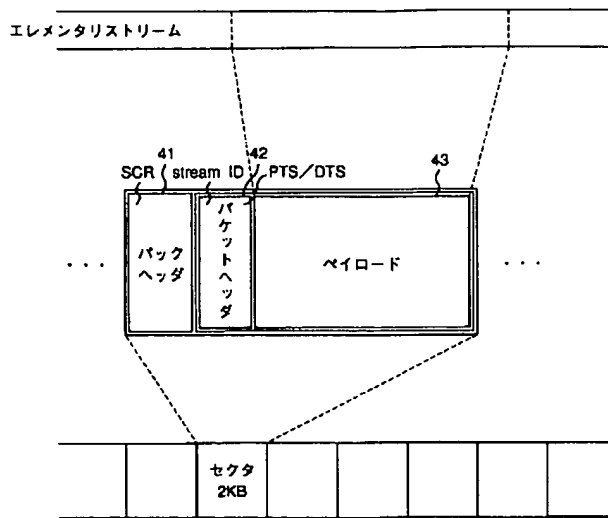 エレメンタリストリーム
41 42 43
SCR stream ID PTS/DTS
パック
ヘッダ
パケットヘッダ
ペイロード
・・・ ・・・
セクタ
2KB